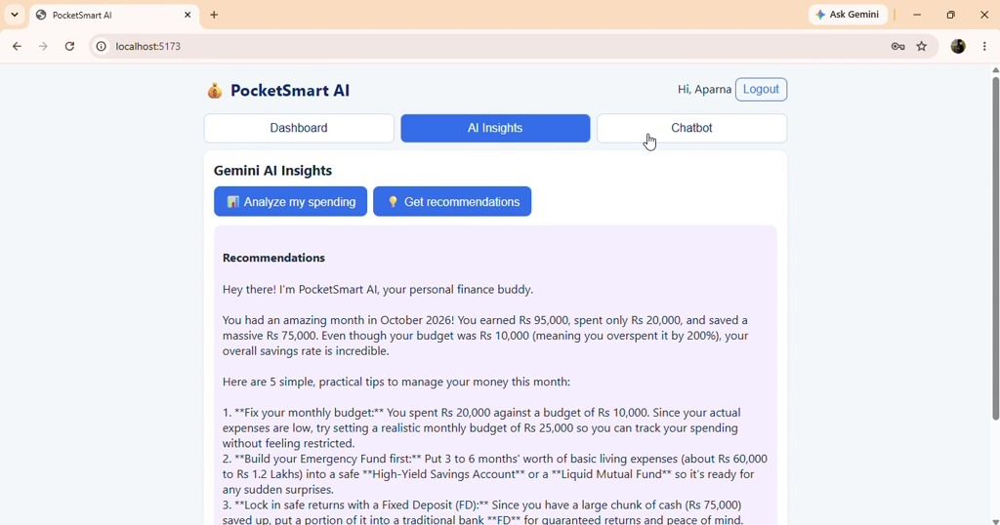 PocketSmart AI
Ask Gemini
localhost:5173
PocketSmart AI
Hi, Aparna
Logout
Dashboard
AI Insights
Chatbot
Gemini AI Insights
Analyze my spending
Get recommendations
Recommendations
Hey there! I'm PocketSmart AI, your personal finance buddy.
You had an amazing month in October 2026! You earned Rs 95,000, spent only Rs 20,000, and saved a
massive Rs 75,000. Even though your budget was Rs 10,000 (meaning you overspent it by 200%), your
overall savings rate is incredible.
Here are 5 simple, practical tips to manage your money this month:
1. **Fix your monthly budget:** You spent Rs 20,000 against a budget of Rs 10,000. Since your actual
expenses are low, try setting a realistic monthly budget of Rs 25,000 so you can track your spending
without feeling restricted.
2. **Build your Emergency Fund first:** Put 3 to 6 months' worth of basic living expenses (about Rs 60,000
to Rs 1.2 Lakhs) into a safe **High-Yield Savings Account** or a **Liquid Mutual Fund** so it's ready for
any sudden surprises.
3. **Lock in safe returns with a Fixed Deposit (FD):** Since you have a large chunk of cash (Rs 75,000)
saved up, put a portion of it into a traditional bank **FD** for guaranteed returns and peace of mind.